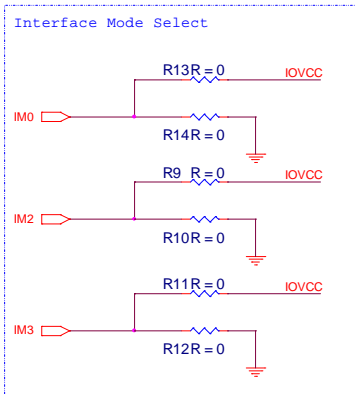 Interface Mode Select
R13R = 0
IOVCC
IM0
R14R = 0
R9 R = 0
IOVCC
IM2
R10R = 0
R11R = 0
IOVCC
IM3
R12R = 0